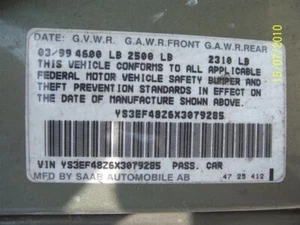 DATE: G.V.W.R. G.A.W.R.FRONT G.A.W.R.REAR
03/99 4600 LB 2500 LB 2310 LB
THIS VEHICLE CONFORMS TO ALL APPLICABLE
FEDERAL MOTOR VEHICLE SAFETY BUMPER AND
THEFT PREVENTION STANDARDS IN EFFECT ON
THE DATE OF MANUFACTURE SHOWN ABOVE.
YS3EF48Z6X3079285
VIN YS3EF48Z6X3079285 PASS. CAR
MFD BY SAAB AUTOMOBILE AB 47 25 412
15/07/2010